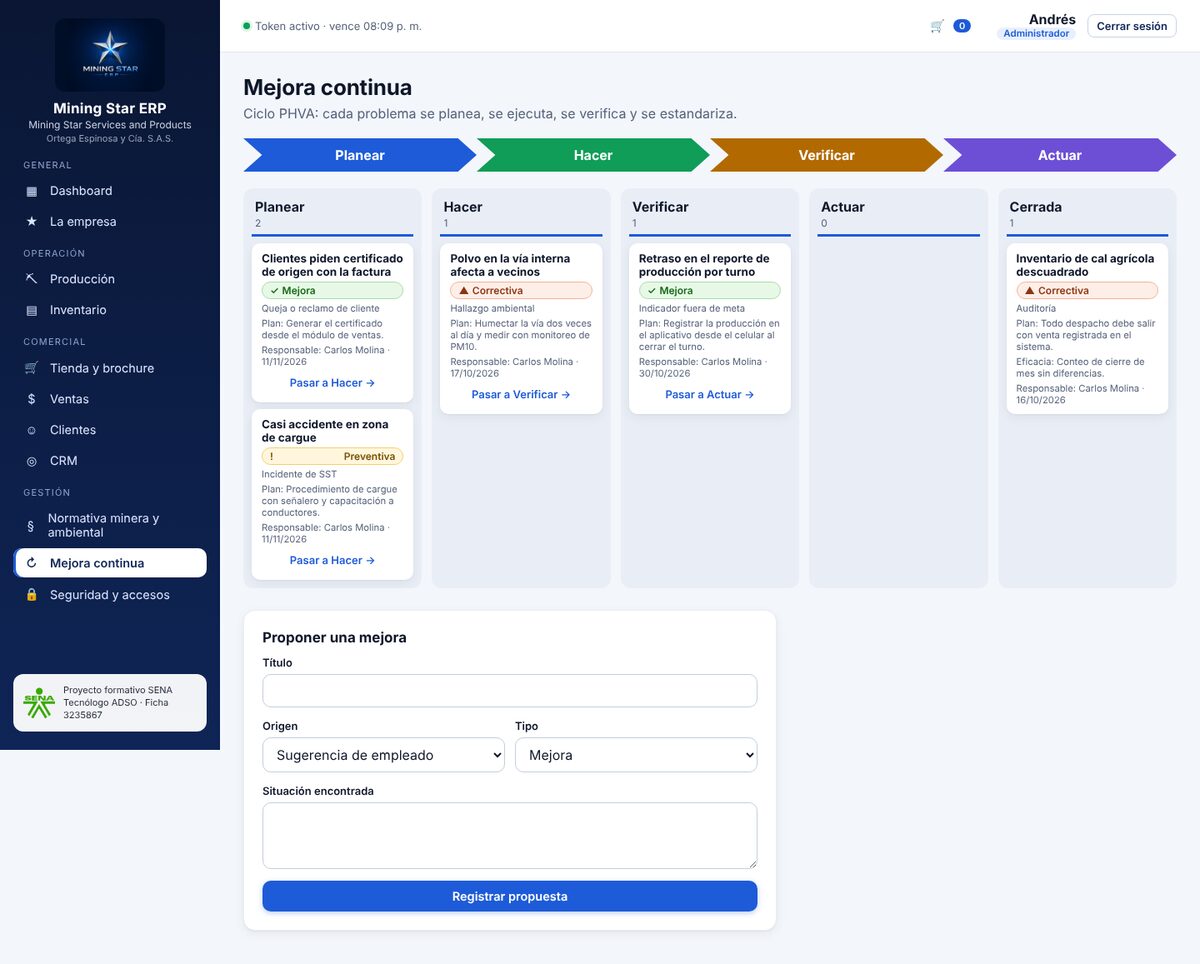 MINING STAR
ERP
Mining Star ERP
Mining Star Services and Products
Ortega Espinosa y Cía. S.A.S.
GENERAL
Dashboard
La empresa
OPERACIÓN
Producción
Inventario
COMERCIAL
Tienda y brochure
$ Ventas
Clientes
CRM
GESTIÓN
§ Normativa minera y
ambiental
Mejora continua
Seguridad y accesos
SENA
Proyecto formativo SENA
Tecnólogo ADSO · Ficha
3235867
Token activo · vence 08:09 p. m.
0
Andrés
Administrador
Cerrar sesión
Mejora continua
Ciclo PHVA: cada problema se planea, se ejecuta, se verifica y se estandariza.
Planear
Hacer
Verificar
Actuar
Planear
2
Clientes piden certificado
de origen con la factura
✓ Mejora
Queja o reclamo de cliente
Plan: Generar el certificado
desde el módulo de ventas.
Responsable: Carlos Molina ·
11/11/2026
Pasar a Hacer →
Casi accidente en zona
de cargue
! Preventiva
Incidente de SST
Plan: Procedimiento de cargue
con señalero y capacitación a
conductores.
Responsable: Carlos Molina ·
11/11/2026
Pasar a Hacer →
Hacer
1
Polvo en la vía interna
afecta a vecinos
▲ Correctiva
Hallazgo ambiental
Plan: Humectar la vía dos veces
al día y medir con monitoreo de
PM10.
Responsable: Carlos Molina ·
17/10/2026
Pasar a Verificar →
Verificar
1
Retraso en el reporte de
producción por turno
✓ Mejora
Indicador fuera de meta
Plan: Registrar la producción en
el aplicativo desde el celular al
cerrar el turno.
Responsable: Carlos Molina ·
30/10/2026
Pasar a Actuar →
Actuar
0
Cerrada
1
Inventario de cal agrícola
descuadrado
▲ Correctiva
Auditoría
Plan: Todo despacho debe salir
con venta registrada en el
sistema.
Eficacia: Conteo de cierre de
mes sin diferencias.
Responsable: Carlos Molina ·
16/10/2026
Proponer una mejora
Título
Origen
Tipo
Sugerencia de empleado
Mejora
Situación encontrada
Registrar propuesta